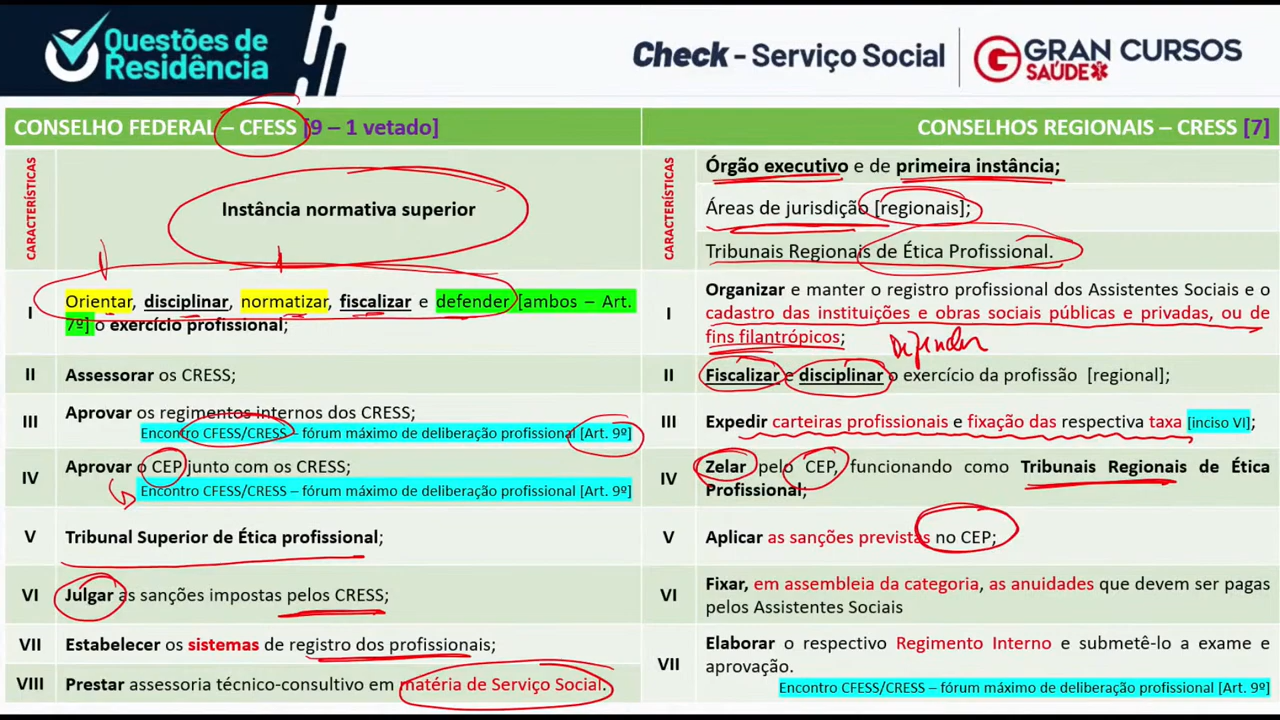 Questões de
Residência
Check - Serviço Social
GRAN CURSOS
SAÚDE
CONSELHO FEDERAL – CFESS [9 – 1 vetado]
CARACTERÍSTICAS
Instância normativa superior
I
Orientar, disciplinar, normatizar, fiscalizar e defender [ambos – Art.
7º] o exercício profissional;
II
Assessorar os CRESS;
III
Aprovar os regimentos internos dos CRESS;
Encontro CFESS/CRESS – fórum máximo de deliberação profissional [Art. 9º]
IV
Aprovar o CEP junto com os CRESS;
Encontro CFESS/CRESS – fórum máximo de deliberação profissional [Art. 9º]
V
Tribunal Superior de Ética profissional;
VI
Julgar as sanções impostas pelos CRESS;
VII
Estabelecer os sistemas de registro dos profissionais;
VIII
Prestar assessoria técnico-consultivo em matéria de Serviço Social.
CONSELHOS REGIONAIS – CRESS [7]
CARACTERÍSTICAS
Órgão executivo e de primeira instância;
Áreas de jurisdição [regionais];
Tribunais Regionais de Ética Profissional.
I
Organizar e manter o registro profissional dos Assistentes Sociais e o
cadastro das instituições e obras sociais públicas e privadas, ou de
fins filantrópicos;
Defender
II
Fiscalizar e disciplinar o exercício da profissão [regional];
III
Expedir carteiras profissionais e fixação das respectiva taxa [inciso VI];
IV
Zelar pelo CEP, funcionando como Tribunais Regionais de Ética
Profissional;
V
Aplicar as sanções previstas no CEP;
VI
Fixar, em assembleia da categoria, as anuidades que devem ser pagas
pelos Assistentes Sociais
VII
Elaborar o respectivo Regimento Interno e submetê-lo a exame e
aprovação.
Encontro CFESS/CRESS – fórum máximo de deliberação profissional [Art. 9º]